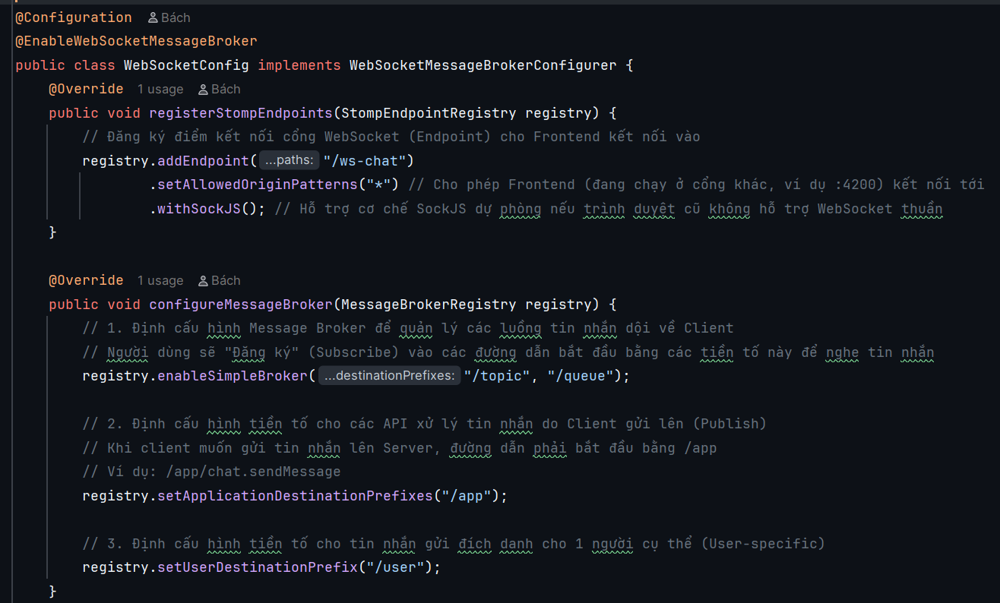 @Configuration Bách
@EnableWebSocketMessageBroker
public class WebSocketConfig implements WebSocketMessageBrokerConfigurer {
@Override 1 usage Bách
public void registerStompEndpoints(StompEndpointRegistry registry) {
// Đăng ký điểm kết nối cổng WebSocket (Endpoint) cho Frontend kết nối vào
registry.addEndpoint( ...paths: "/ws-chat")
.setAllowedOriginPatterns("*") // Cho phép Frontend (đang chạy ở cổng khác, ví dụ :4200) kết nối tới
.withSockJS(); // Hỗ trợ cơ chế SockJS dự phòng nếu trình duyệt cũ không hỗ trợ WebSocket thuần
}
@Override 1 usage Bách
public void configureMessageBroker(MessageBrokerRegistry registry) {
// 1. Định cấu hình Message Broker để quản lý các luồng tin nhắn dội về Client
// Người dùng sẽ "Đăng ký" (Subscribe) vào các đường dẫn bắt đầu bằng các tiền tố này để nghe tin nhắn
registry.enableSimpleBroker( ...destinationPrefixes: "/topic", "/queue");
// 2. Định cấu hình tiền tố cho các API xử lý tin nhắn do Client gửi lên (Publish)
// Khi client muốn gửi tin nhắn lên Server, đường dẫn phải bắt đầu bằng /app
// Ví dụ: /app/chat.sendMessage
registry.setApplicationDestinationPrefixes("/app");
// 3. Định cấu hình tiền tố cho tin nhắn gửi đích danh cho 1 người cụ thể (User-specific)
registry.setUserDestinationPrefix("/user");
}